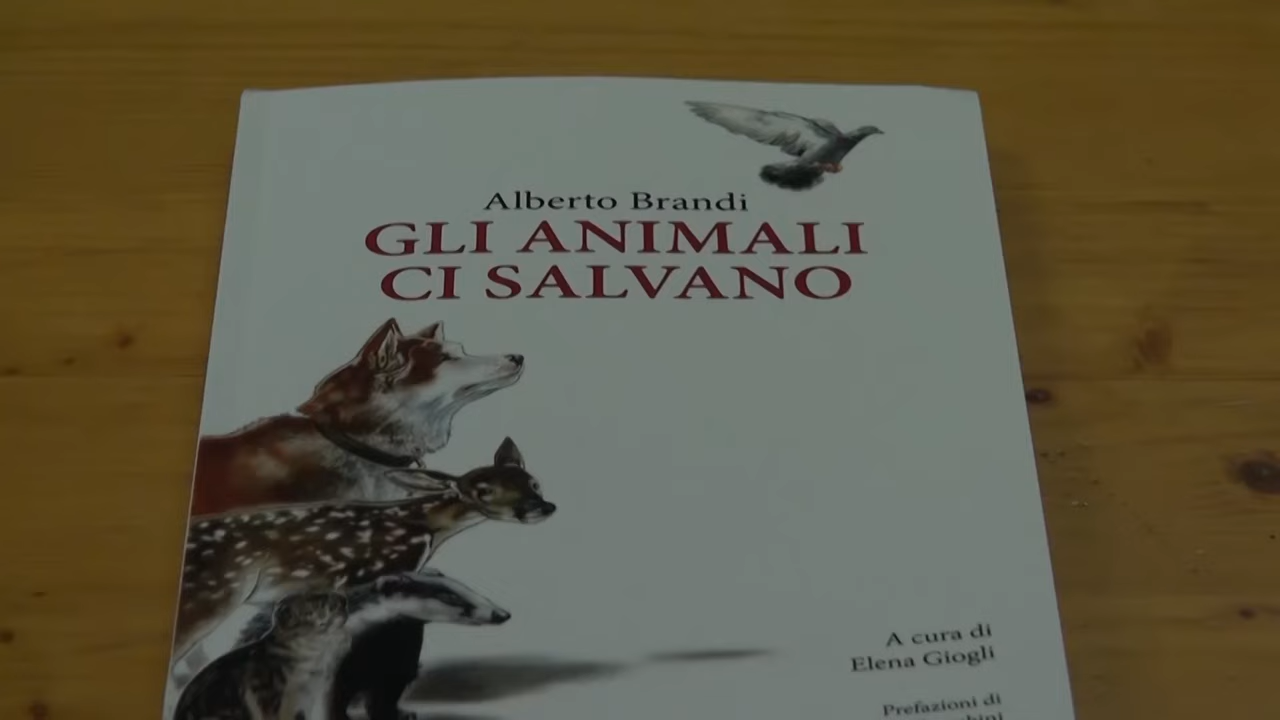 Alberto Brandi
GLI ANIMALI
CI SALVANO
A cura di
Elena Giogli
Prefazioni di